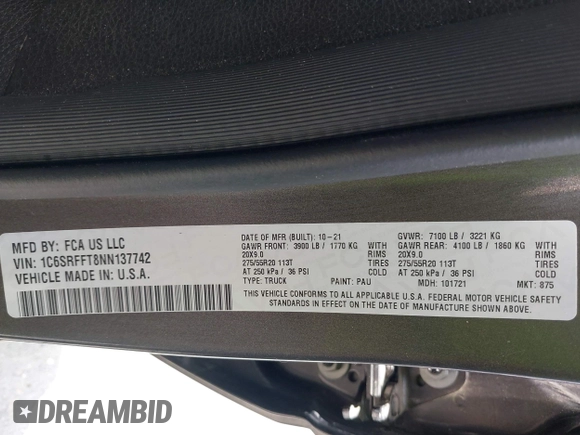 MFD BY: FCA US LLC
VIN: 1C6SRFFT8NN137742
VEHICLE MADE IN U.S.A.
DATE OF MFR (BUILT): 10-21
GAWR FRONT: 3900 LB / 1770 KG
20X9.0 RIMS
275/55R20 113T TIRES
AT 250 kPa / 36 PSI COLD
TYPE: TRUCK PAINT: PAU
GVWR: 7100 LB / 3221 KG
GAWR REAR: 4100 LB / 1860 KG
20X9.0 RIMS
275/55R20 113T TIRES
AT 250 kPa / 36 PSI COLD
MDH: 101721 MKT: 875
THIS VEHICLE CONFORMS TO ALL APPLICABLE U.S.A. FEDERAL MOTOR VEHICLE SAFETY
STANDARDS IN EFFECT ON THE DATE OF MANUFACTURE SHOWN ABOVE.
DREAMBID